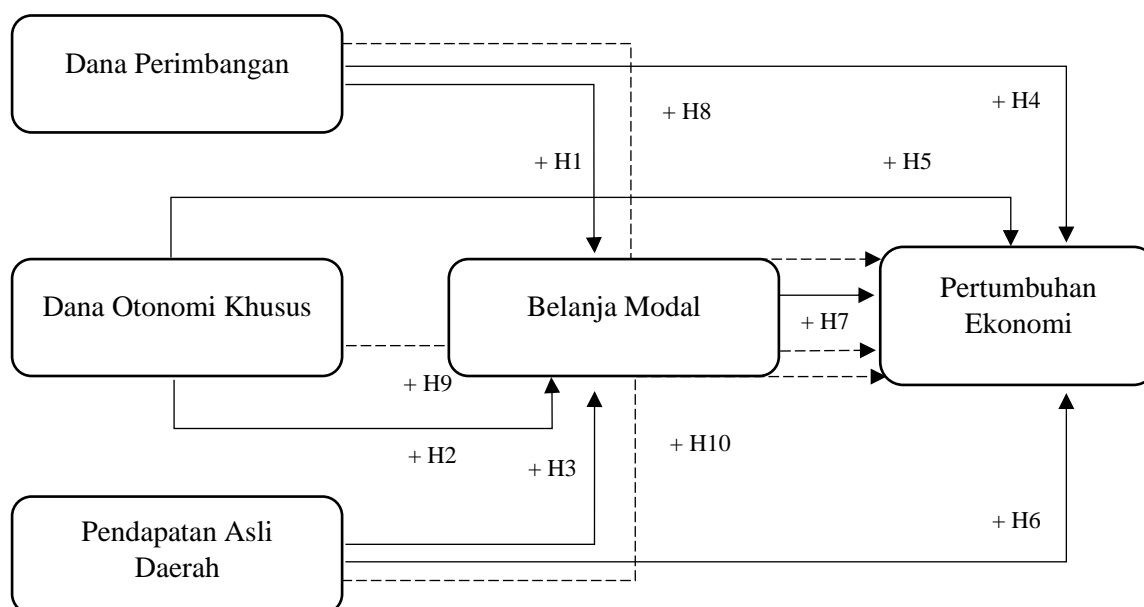 Dana Perimbangan
+ H8
+ H4
+ H1
+ H5
Dana Otonomi Khusus
Belanja Modal
Pertumbuhan
Ekonomi
+ H7
+ H9
+ H2
+ H3
+ H10
Pendapatan Asli
Daerah
+ H6